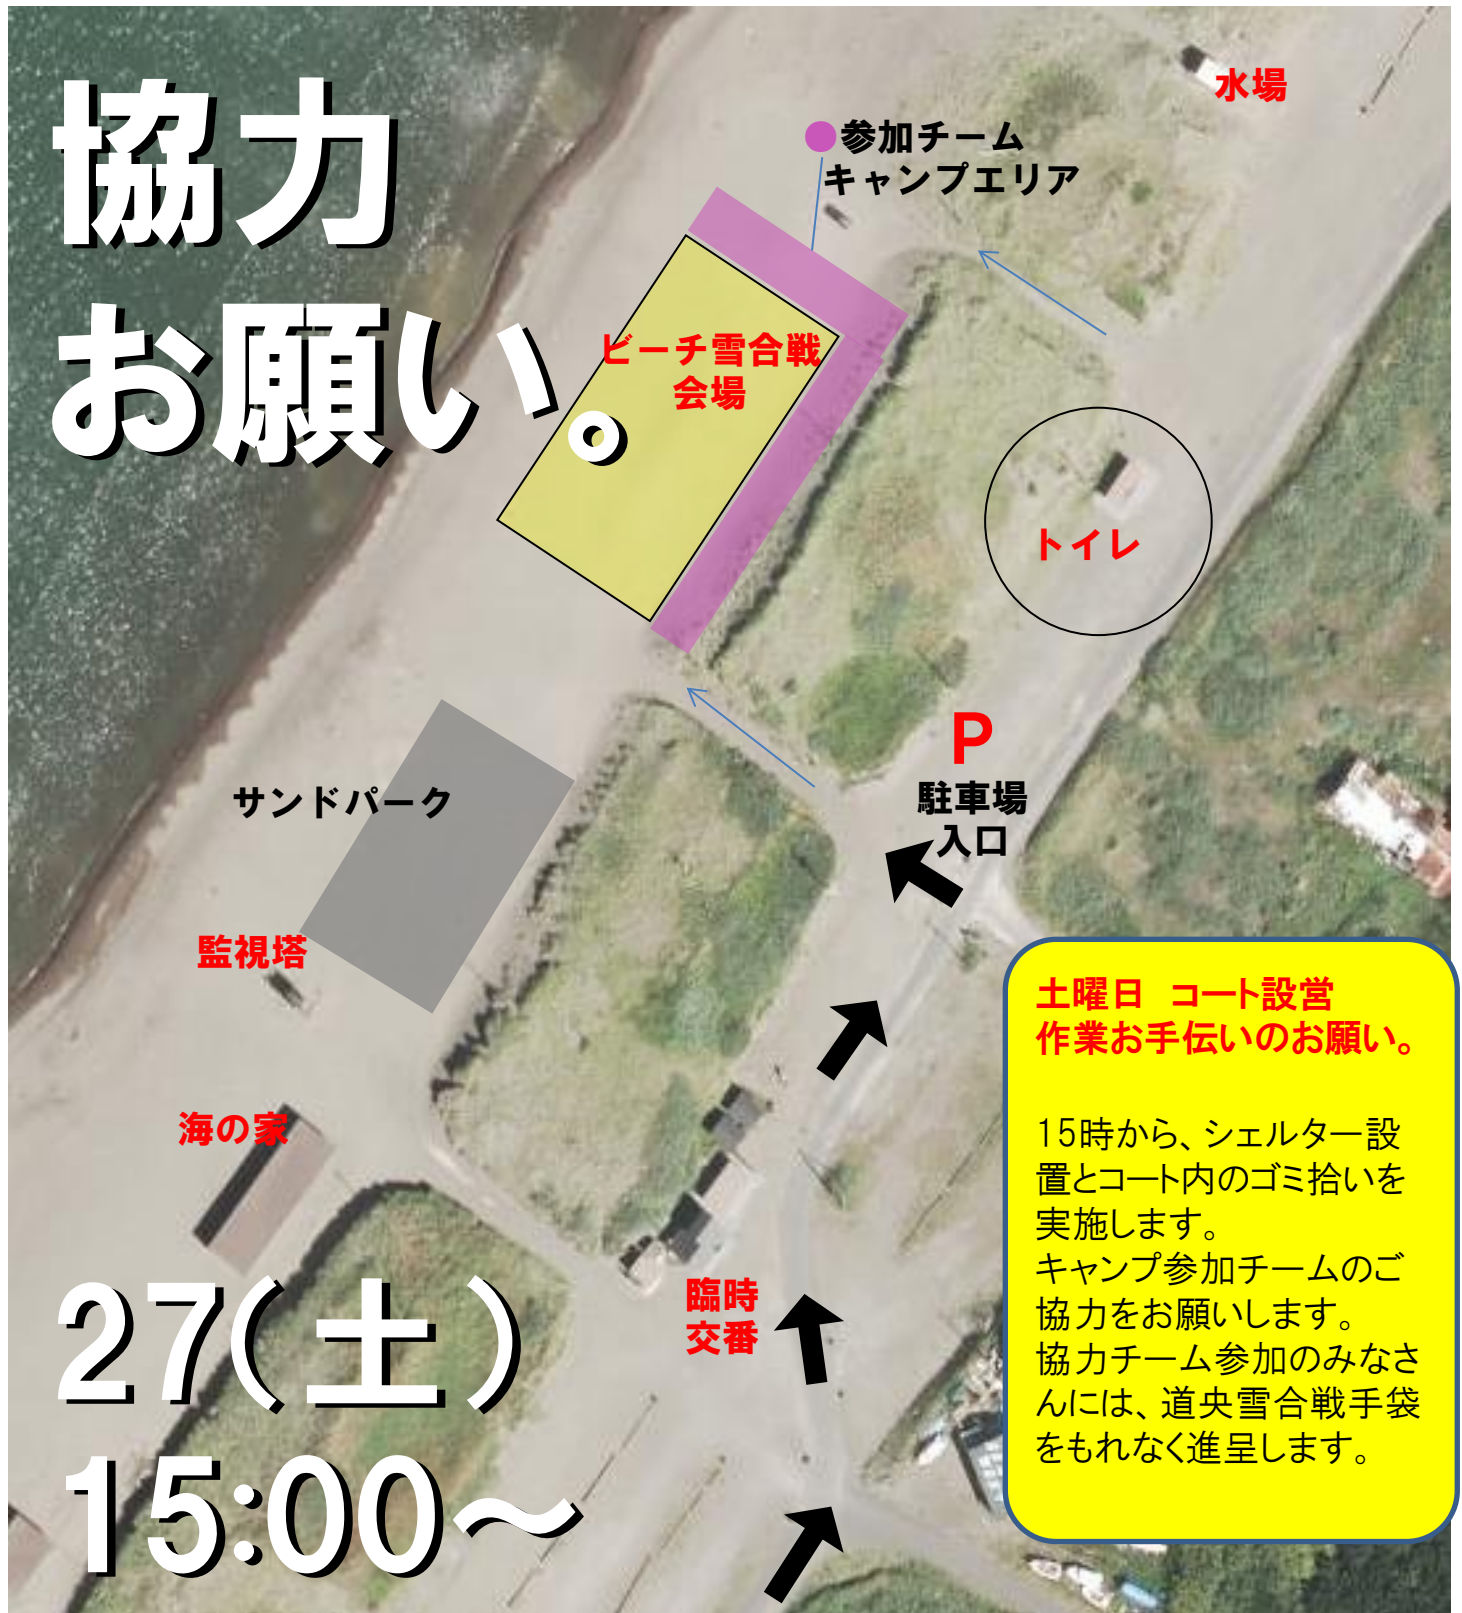 協力
お願い。
水場
●参加チーム
キャンプエリア
ビーチ雪合戦
会場
トイレ
P
駐車場
入口
サンドパーク
監視塔
海の家
臨時
交番
27(土)
15:00～
土曜日　コート設営
作業お手伝いのお願い。
15時から、シェルター設
置とコート内のゴミ拾いを
実施します。
キャンプ参加チームのご
協力をお願いします。
協力チーム参加のみなさ
んには、道央雪合戦手袋
をもれなく進呈します。